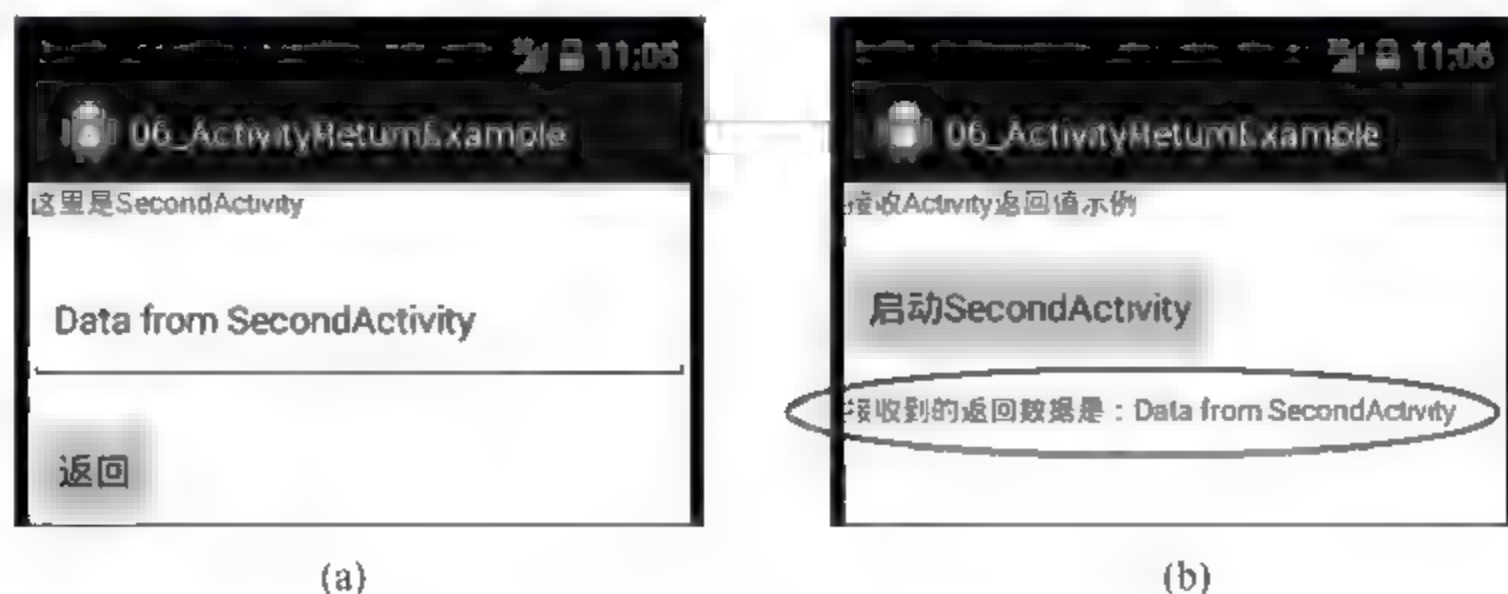 11:05
06_ActivityReturnExample
这里是SecondActivity
Data from SecondActivity
返回
(a)
11:06
06_ActivityReturnExample
接收Activity返回值示例
启动SecondActivity
接收到的返回数据是：Data from SecondActivity
(b)